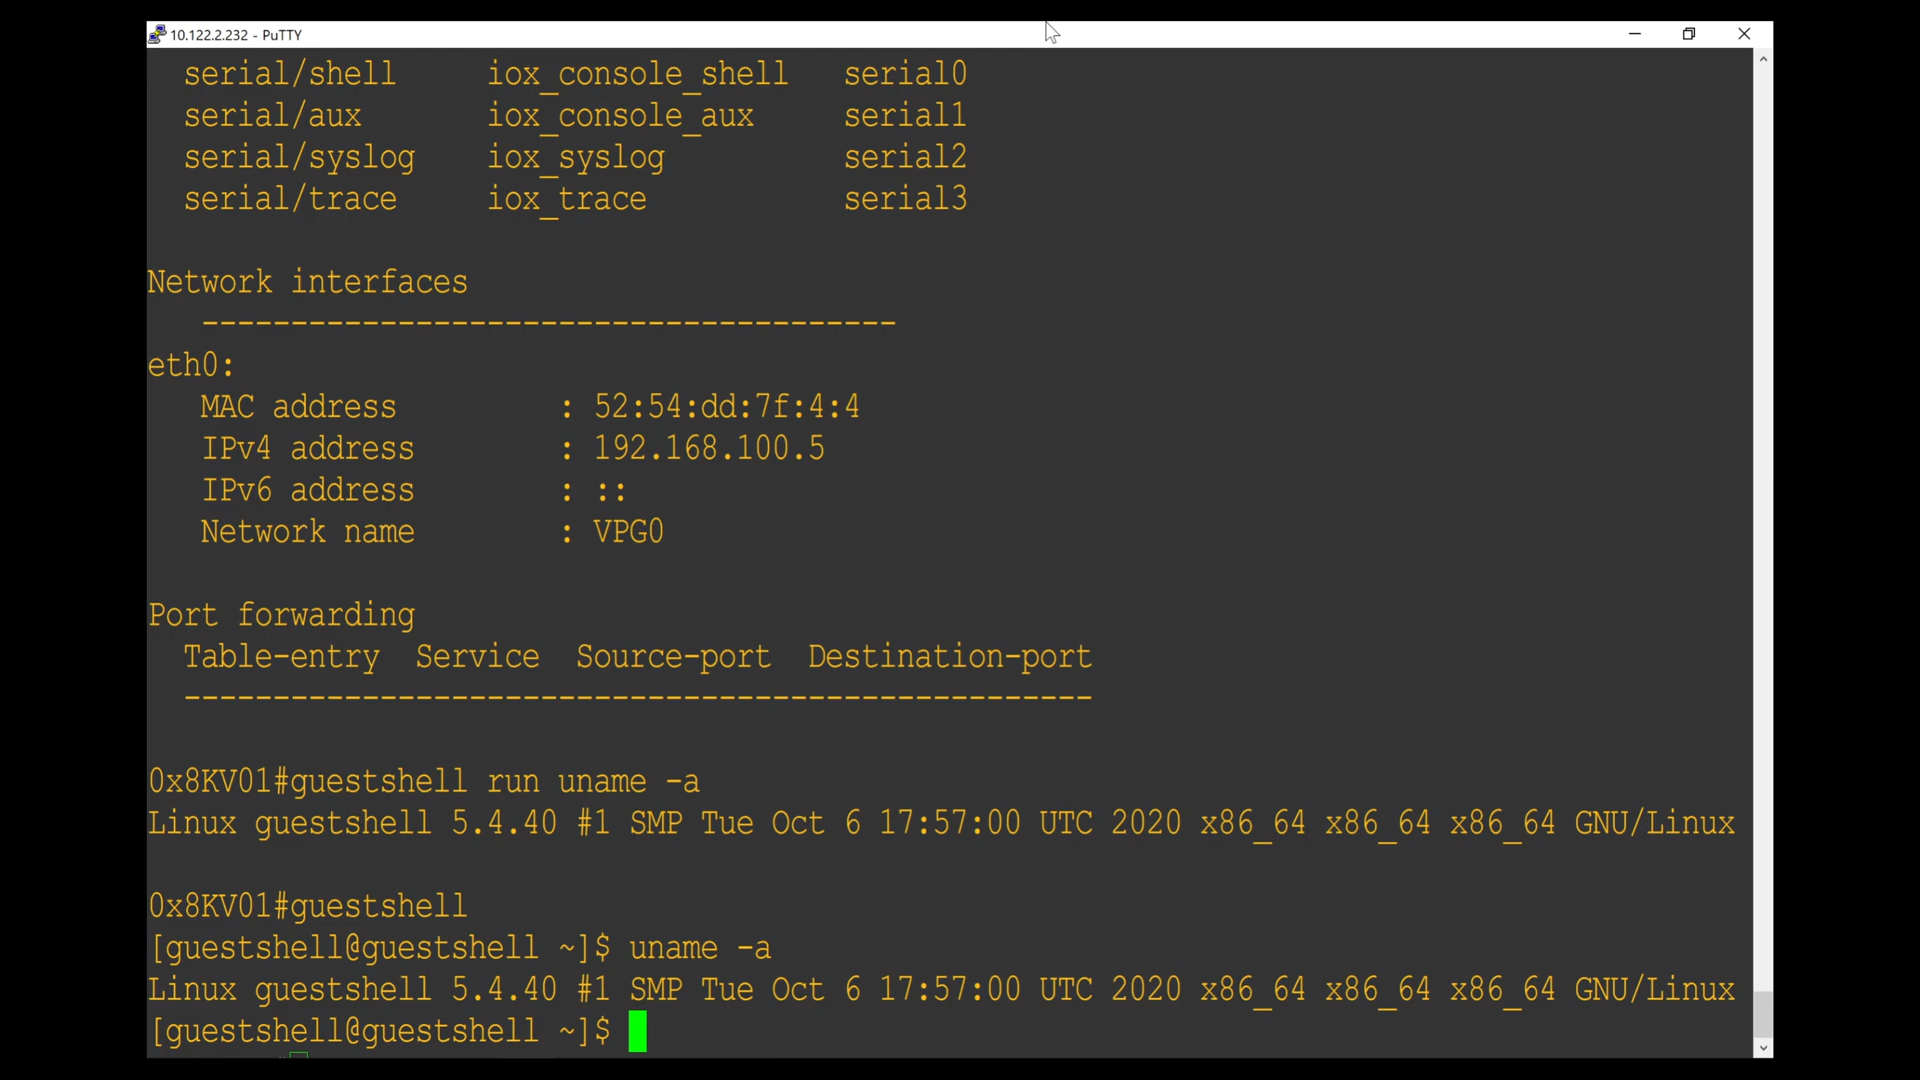 10.122.2.232 - PuTTY
serial/shell iox_console_shell serial0
serial/aux iox_console_aux serial1
serial/syslog iox_syslog serial2
serial/trace iox_trace serial3
Network interfaces
---------------------------------------
eth0:
MAC address : 52:54:dd:7f:4:4
IPv4 address : 192.168.100.5
IPv6 address : ::
Network name : VPG0
Port forwarding
Table-entry Service Source-port Destination-port
---------------------------------------------------
0x8KV01#guestshell run uname -a
Linux guestshell 5.4.40 #1 SMP Tue Oct 6 17:57:00 UTC 2020 x86_64 x86_64 x86_64 GNU/Linux
0x8KV01#guestshell
[guestshell@guestshell ~]$ uname -a
Linux guestshell 5.4.40 #1 SMP Tue Oct 6 17:57:00 UTC 2020 x86_64 x86_64 x86_64 GNU/Linux
[guestshell@guestshell ~]$